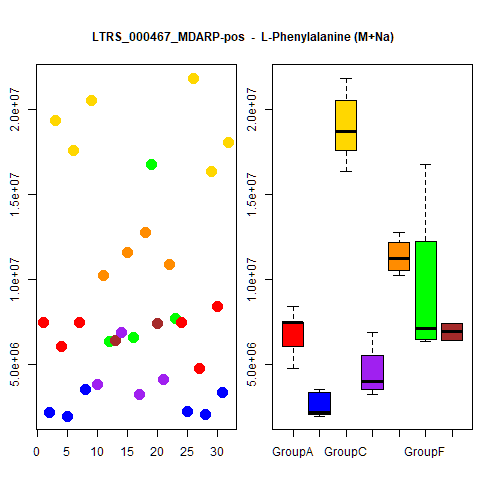 LTRS_000467_MDARP-pos - L-Phenylalanine (M+Na)
2.0e+07
1.5e+07
1.0e+07
5.0e+06
0 5 10 15 20 25 30
2.0e+07
1.5e+07
1.0e+07
5.0e+06
GroupA GroupC GroupF